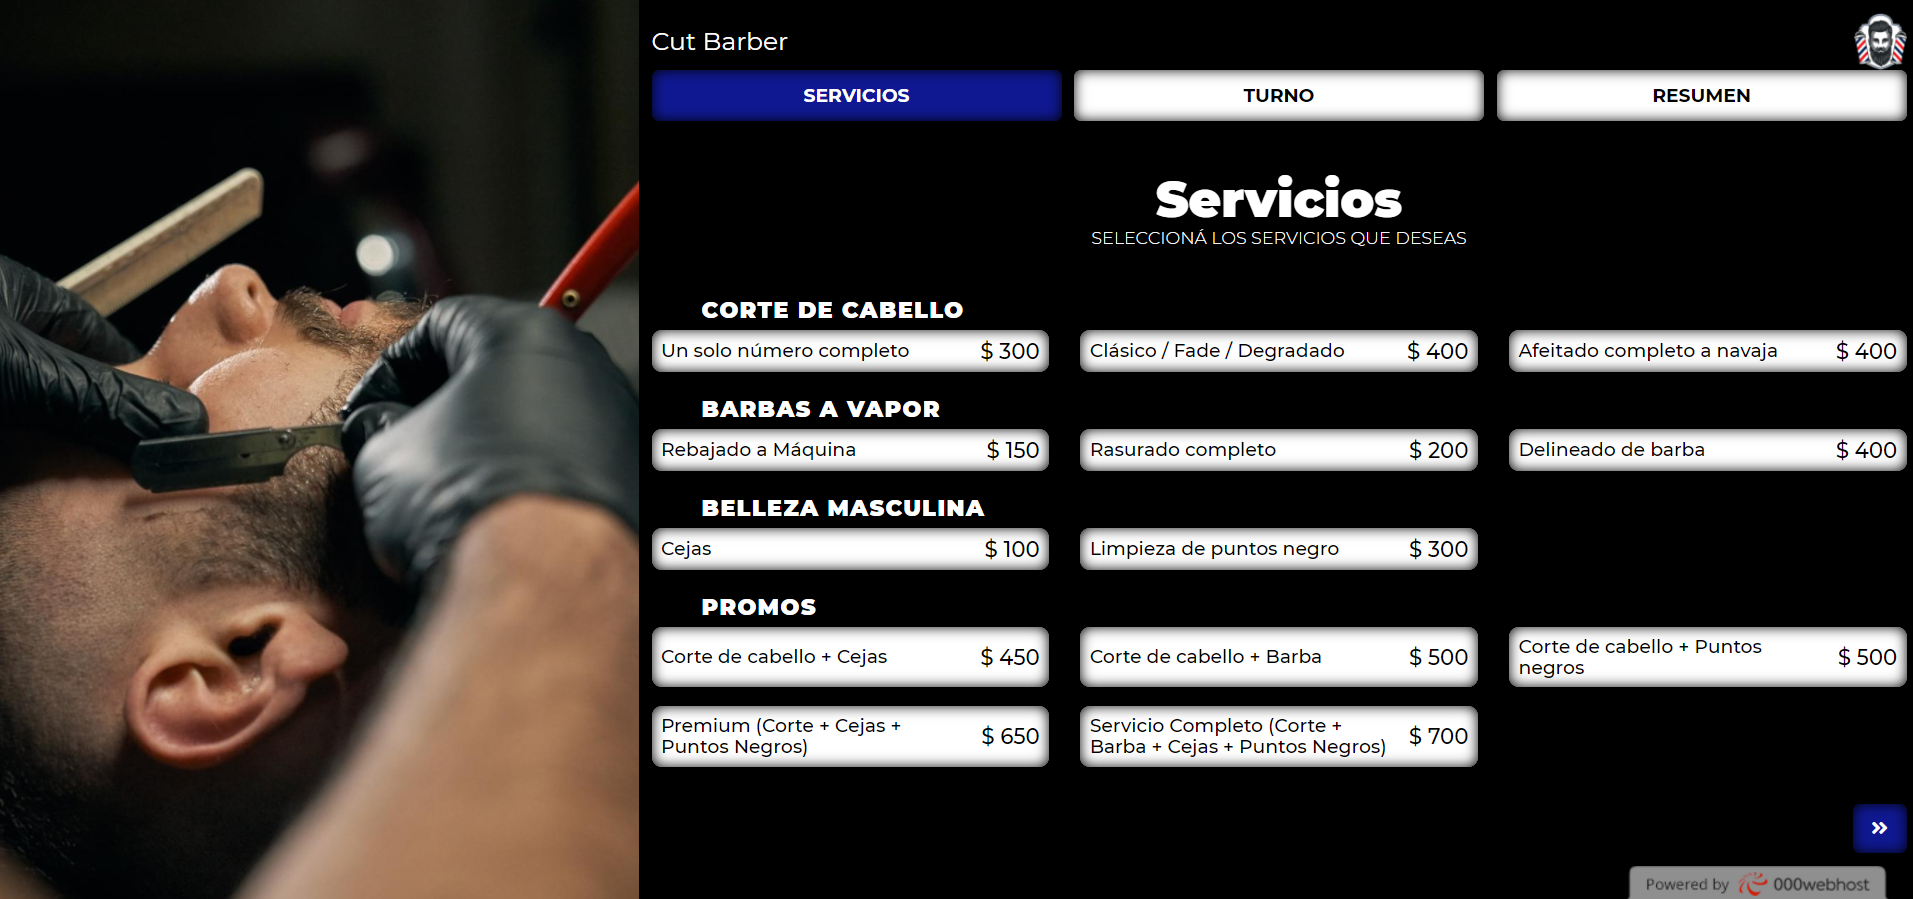 Cut Barber
SERVICIOS
TURNO
RESUMEN
Servicios
SELECCIONÁ LOS SERVICIOS QUE DESEAS
CORTE DE CABELLO
Un solo número completo $ 300
Clásico / Fade / Degradado $ 400
Afeitado completo a navaja $ 400
BARBAS A VAPOR
Rebajado a Máquina $ 150
Rasurado completo $ 200
Delineado de barba $ 400
BELLEZA MASCULINA
Cejas $ 100
Limpieza de puntos negro $ 300
PROMOS
Corte de cabello + Cejas $ 450
Corte de cabello + Barba $ 500
Corte de cabello + Puntos
negros $ 500
Premium (Corte + Cejas +
Puntos Negros) $ 650
Servicio Completo (Corte +
Barba + Cejas + Puntos Negros) $ 700
»
Powered by 000webhost